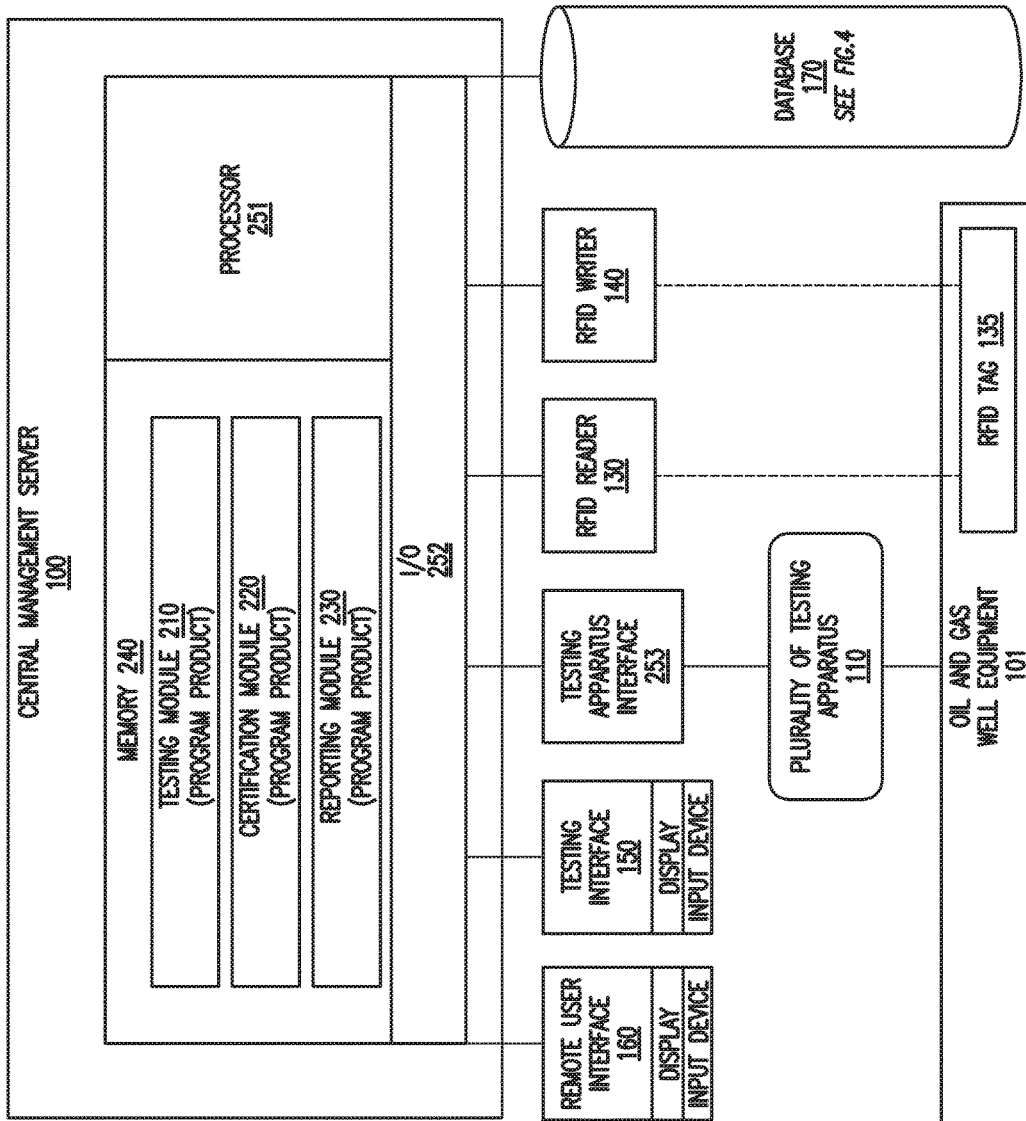 CENTRAL MANAGEMENT SERVER
100
MEMORY 240
TESTING MODULE 210
(PROGRAM PRODUCT)
CERTIFICATION MODULE 220
(PROGRAM PRODUCT)
REPORTING MODULE 230
(PROGRAM PRODUCT)
PROCESSOR
251
I/O
252
REMOTE USER
INTERFACE
160
DISPLAY
INPUT DEVICE
TESTING
INTERFACE
150
DISPLAY
INPUT DEVICE
TESTING
APPARATUS
INTERFACE
253
RFID READER
130
RFID WRITER
140
DATABASE
170
SEE FIG.4
PLURALITY OF TESTING
APPARATUS
110
OIL AND GAS
WELL EQUIPMENT
101
RFID TAG 135